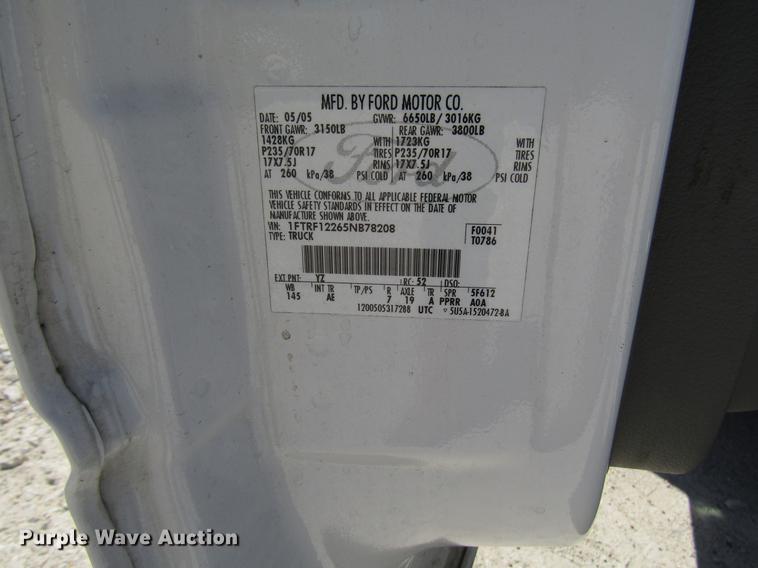 MFD. BY FORD MOTOR CO.
DATE: 05/05 GVWR: 6650LB/ 3016KG
FRONT GAWR: 3150LB REAR GAWR: 3800LB
1428KG WITH 1723KG WITH
P235/70R17 TIRES P235/70R17 TIRES
17X7.5J RIMS 17X7.5J RIMS
AT 260 kPa/38 PSI COLD AT 260 kPa/38 PSI COLD
Ford
THIS VEHICLE CONFORMS TO ALL APPLICABLE FEDERAL MOTOR
VEHICLE SAFETY STANDARDS IN EFFECT ON THE DATE OF
MANUFACTURE SHOWN ABOVE.
VIN: 1FTRF12265NB78208 F0041
TYPE: TRUCK T0786
EXT PNT: YZ RC: 52 DSO:
WB INT TR TP/PS R AXLE TR SPR 5F612
145 AE 7 19 A PPRR A0A
1200505317288 UTC ▽ 5U5A-1520472-BA
Purple Wave Auction